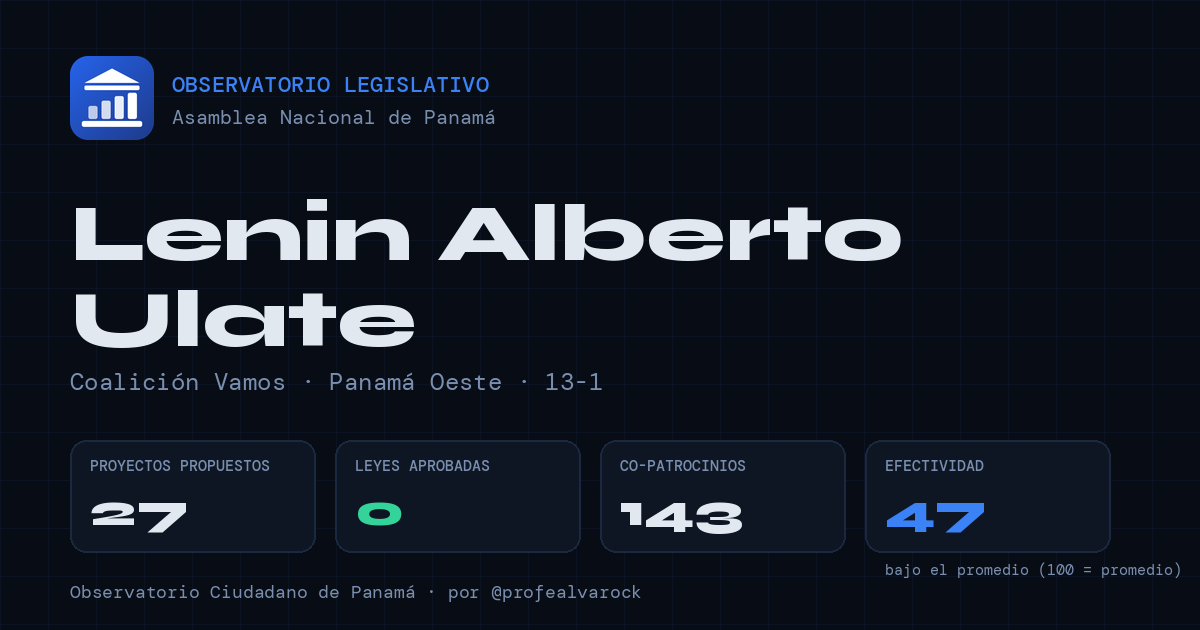 OBSERVATORIO LEGISLATIVO
Asamblea Nacional de Panamá
Lenin Alberto
Ulate
Coalición Vamos · Panamá Oeste · 13-1
PROYECTOS PROPUESTOS
27
LEYES APROBADAS
0
CO-PATROCINIOS
143
EFECTIVIDAD
47
bajo el promedio (100 = promedio)
Observatorio Ciudadano de Panamá · por @profealvarock